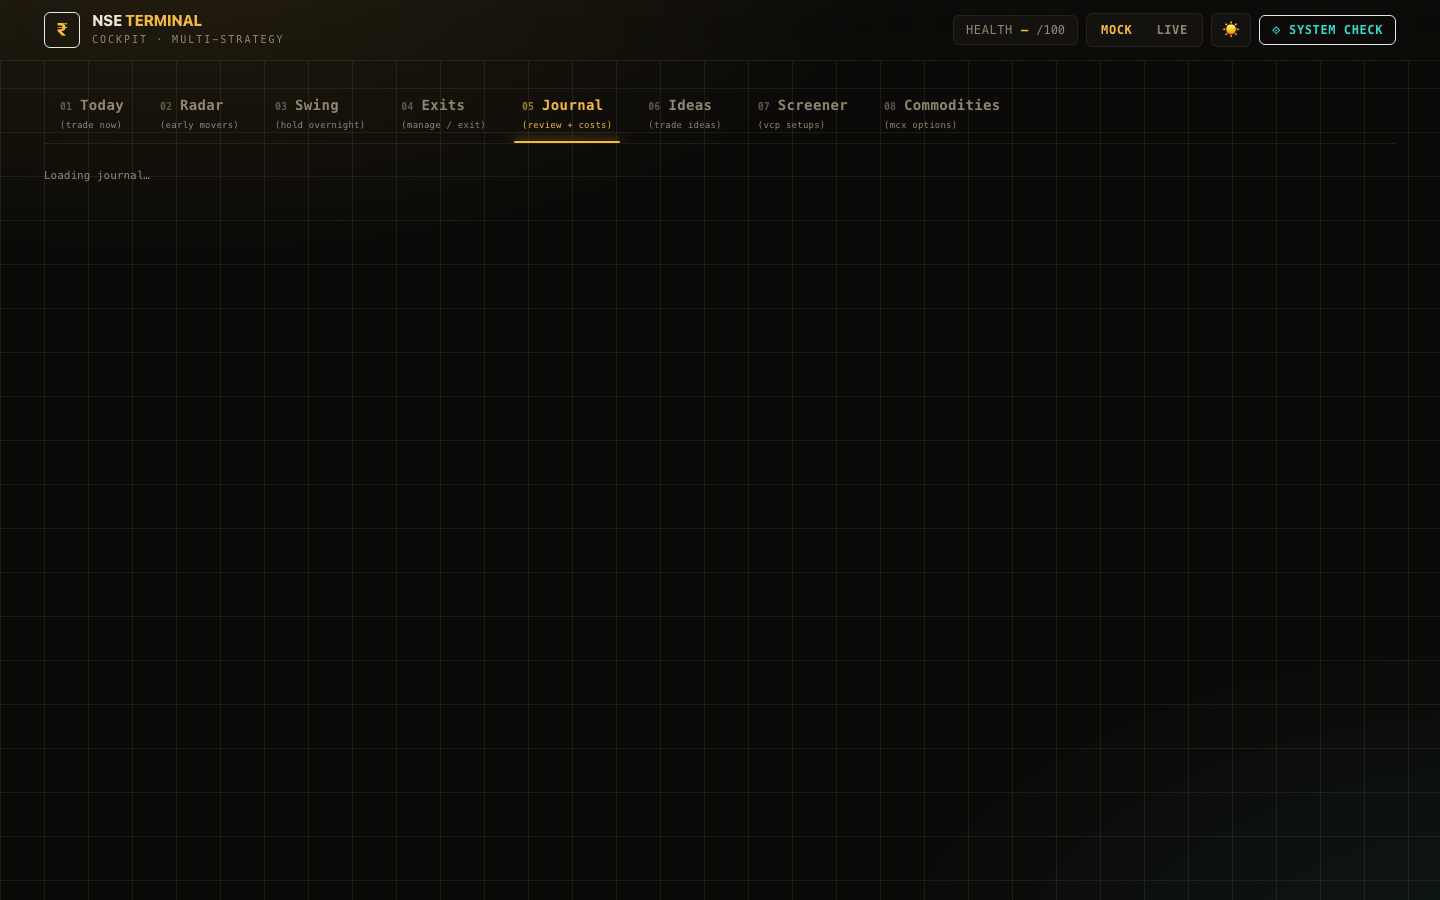 ₹
NSE TERMINAL
COCKPIT · MULTI-STRATEGY
HEALTH — /100
MOCK LIVE
◇ SYSTEM CHECK
01 Today
(trade now)
02 Radar
(early movers)
03 Swing
(hold overnight)
04 Exits
(manage / exit)
05 Journal
(review + costs)
06 Ideas
(trade ideas)
07 Screener
(vcp setups)
08 Commodities
(mcx options)
Loading journal…